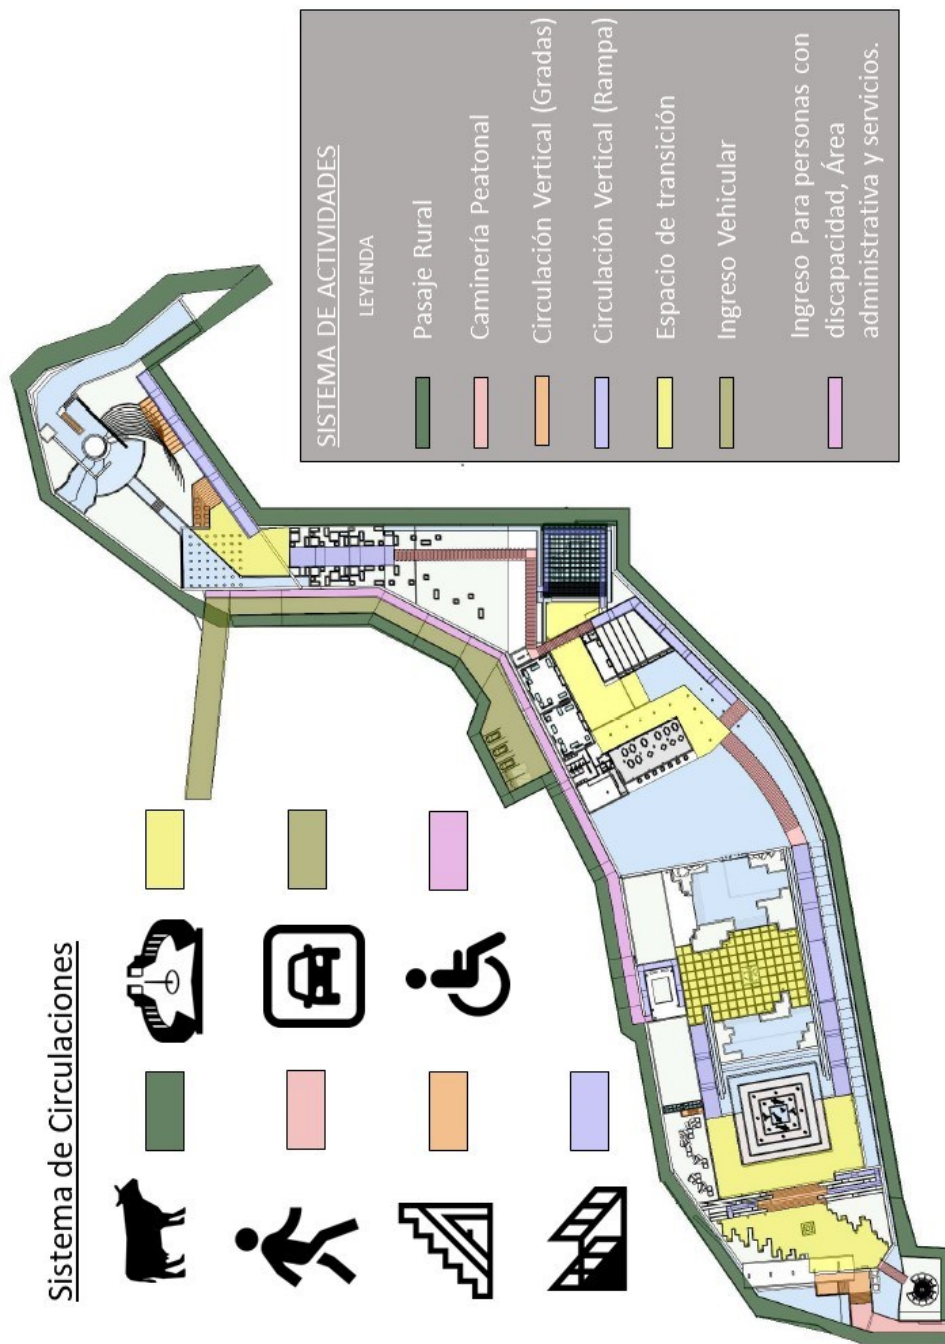 Sistema de Circulaciones
SISTEMA DE ACTIVIDADES
LEYENDA
Pasaje Rural
Caminería Peatonal
Circulación Vertical (Gradas)
Circulación Vertical (Rampa)
Espacio de transición
Ingreso Vehicular
Ingreso Para personas con
discapacidad, Área
administrativa y servicios.